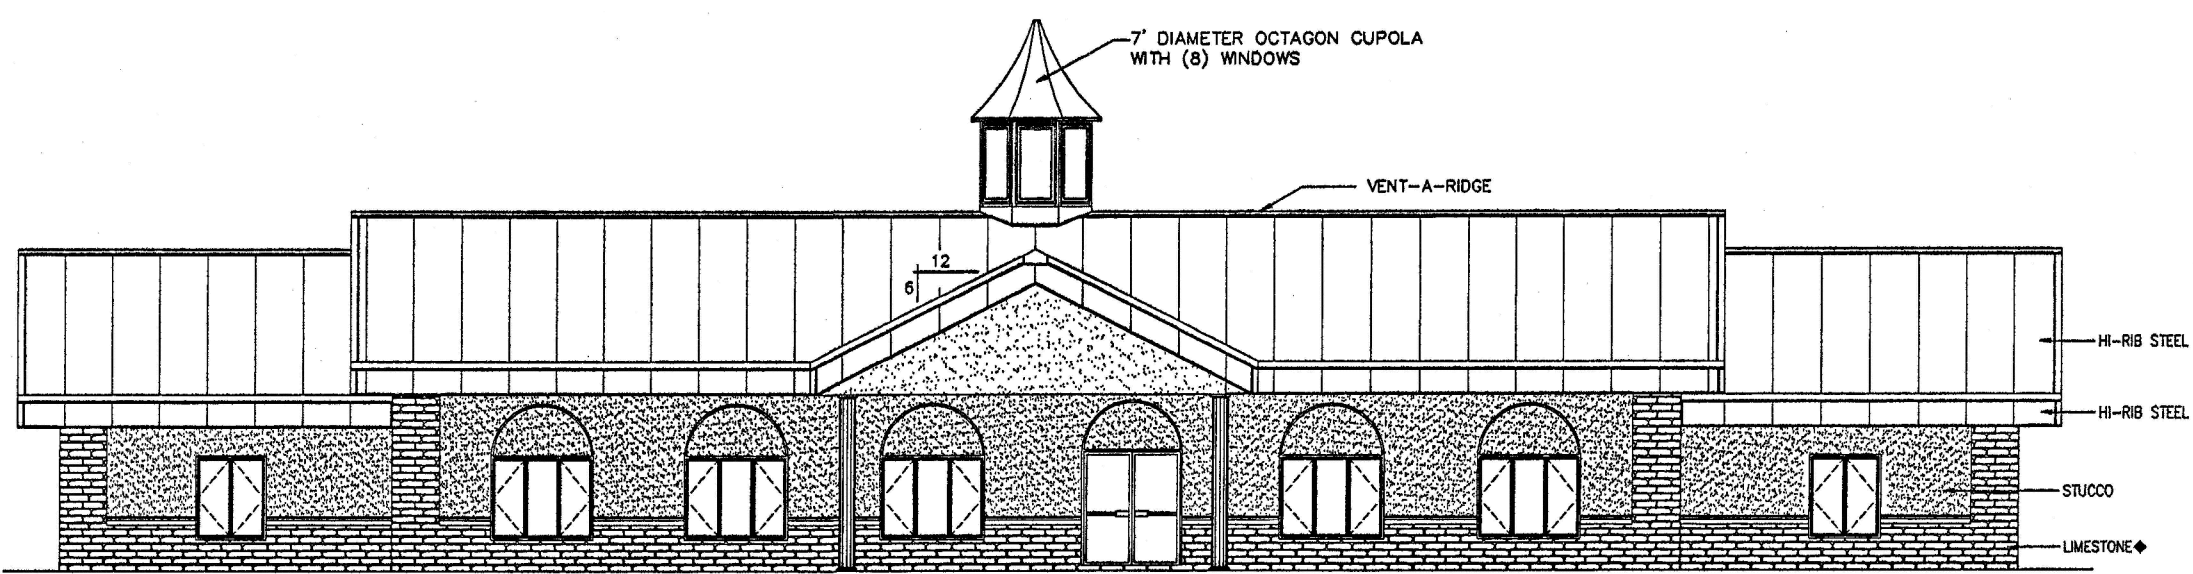 7' DIAMETER OCTAGON CUPOLA
WITH (8) WINDOWS
VENT-A-RIDGE
12
6
HI-RIB STEEL
HI-RIB STEEL
STUCCO
LIMESTONE◆